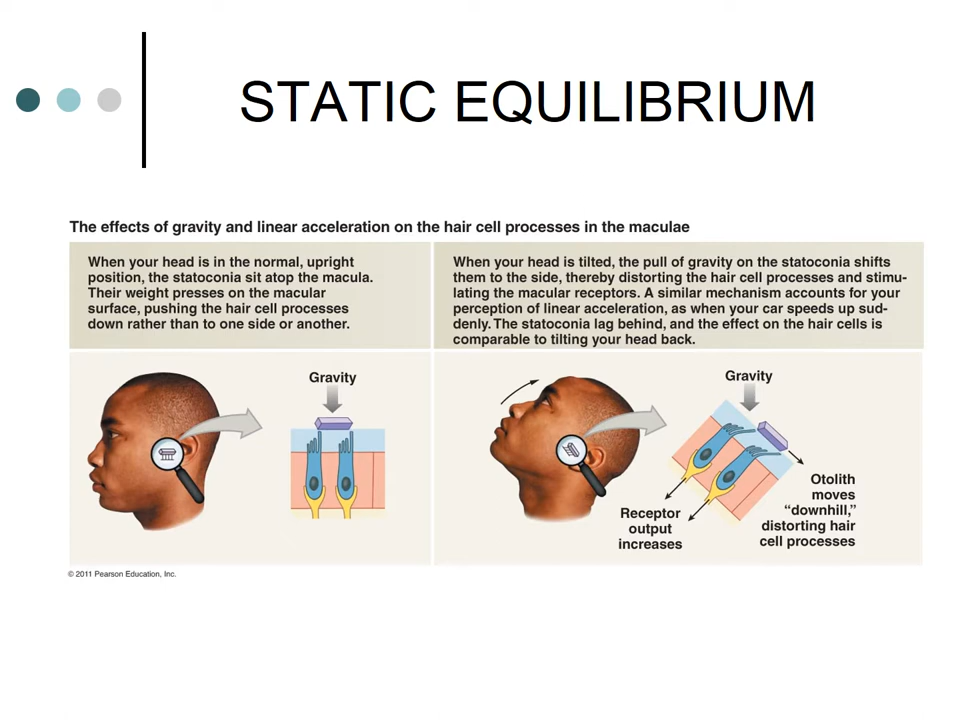 STATIC EQUILIBRIUM
The effects of gravity and linear acceleration on the hair cell processes in the maculae
When your head is in the normal, upright
position, the statoconia sit atop the macula.
Their weight presses on the macular
surface, pushing the hair cell processes
down rather than to one side or another.
When your head is tilted, the pull of gravity on the statoconia shifts
them to the side, thereby distorting the hair cell processes and stimu-
lating the macular receptors. A similar mechanism accounts for your
perception of linear acceleration, as when your car speeds up sud-
denly. The statoconia lag behind, and the effect on the hair cells is
comparable to tilting your head back.
Gravity
Gravity
Receptor
output
increases
Otolith
moves
“downhill,”
distorting hair
cell processes
© 2011 Pearson Education, Inc.